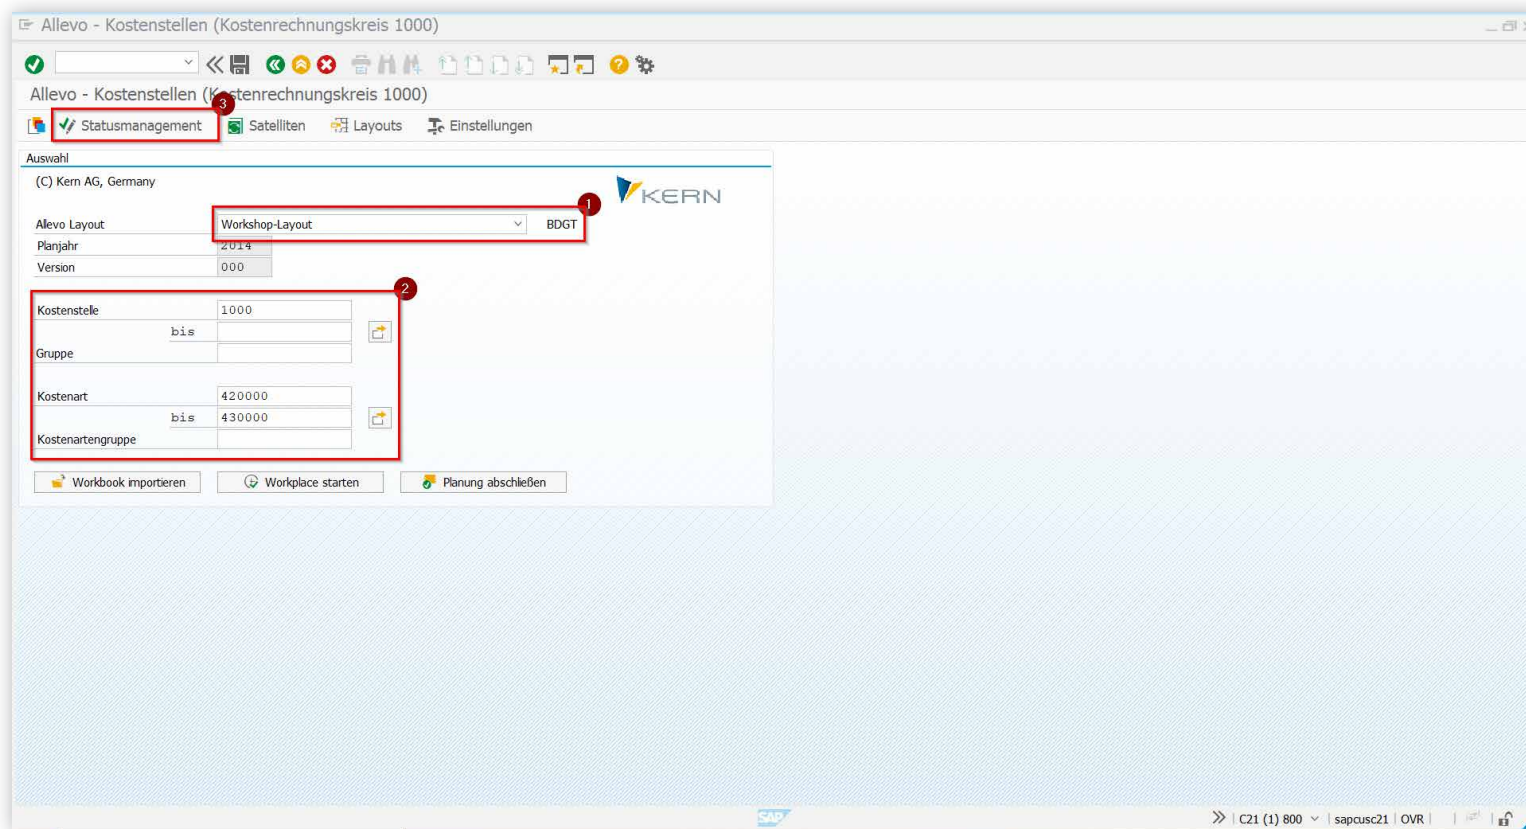 Allevo - Kostenstellen (Kostenrechnungskreis 1000)
Allevo - Kostenstellen (Kostenrechnungskreis 1000)
3
Statusmanagement Satelliten Layouts Einstellungen
Auswahl
(C) Kern AG, Germany
KERN
1
Allevo Layout Workshop-Layout BDGT
Planjahr 2014
Version 000
2
Kostenstelle 1000
bis
Gruppe
Kostenart 420000
bis 430000
Kostenartengruppe
Workbook importieren Workplace starten Planung abschließen
SAP C21 (1) 800 sapcusc21 OVR